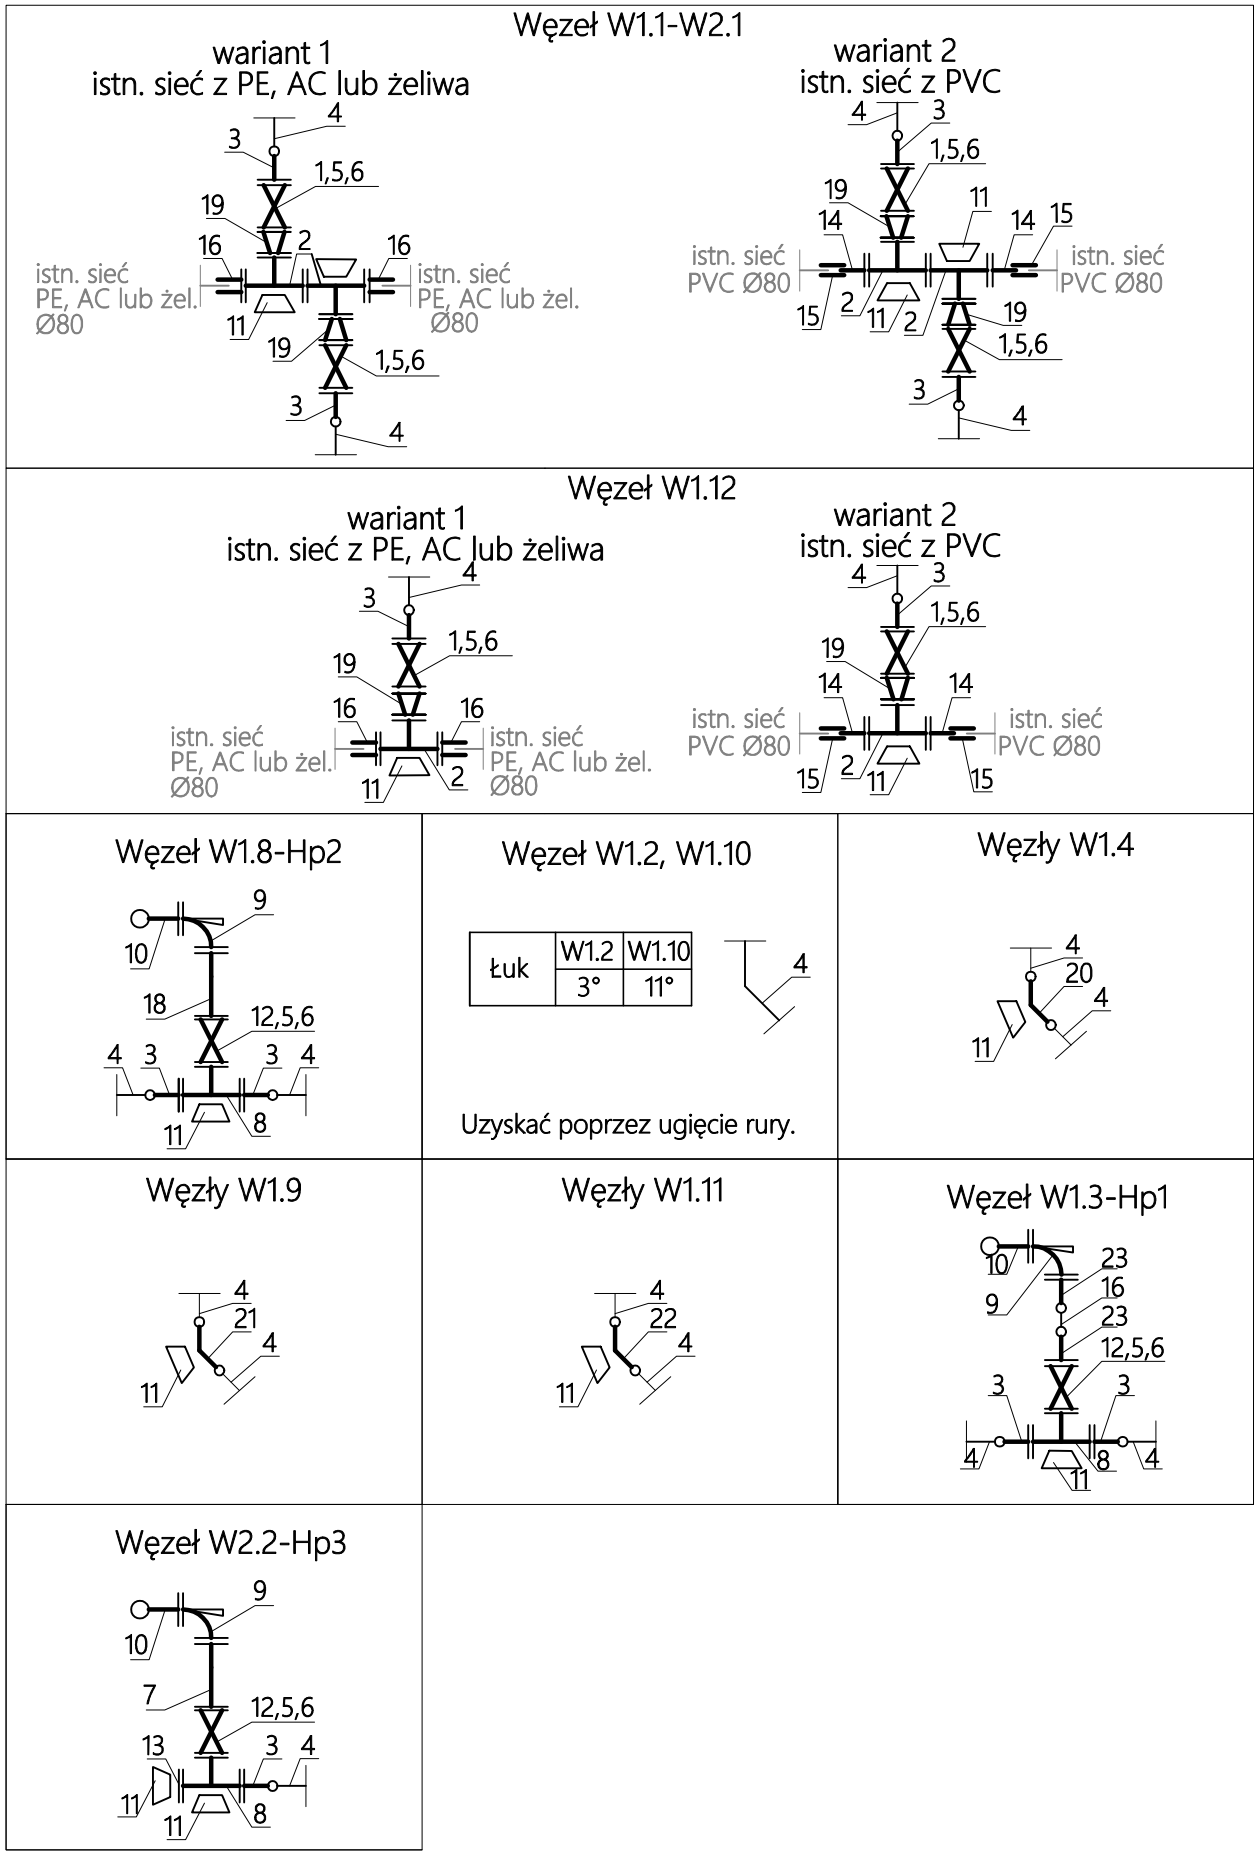 Węzeł W1.1-W2.1
wariant 1
istn. sieć z PE, AC lub żeliwa
4
3
1,5,6
19
16
2
16
istn. sieć
PE, AC lub żel.
Ø80
istn. sieć
PE, AC lub żel.
Ø80
11
19
1,5,6
3
4
wariant 2
istn. sieć z PVC
4
3
1,5,6
19
11
14
14
15
istn. sieć
PVC Ø80
istn. sieć
PVC Ø80
15
2
11
2
19
1,5,6
3
4
Węzeł W1.12
wariant 1
istn. sieć z PE, AC lub żeliwa
4
3
1,5,6
19
16
16
istn. sieć
PE, AC lub żel.
Ø80
istn. sieć
PE, AC lub żel.
Ø80
11
2
wariant 2
istn. sieć z PVC
4
3
1,5,6
19
14
14
istn. sieć
PVC Ø80
istn. sieć
PVC Ø80
15
2
11
15
Węzeł W1.8-Hp2
9
10
18
12,5,6
4
3
3
4
11
8
Węzeł W1.2, W1.10
Łuk
W1.2
W1.10
3°
11°
4
Uzyskać poprzez ugięcie rury.
Węzły W1.4
4
20
4
11
Węzły W1.9
4
21
4
11
Węzły W1.11
4
22
4
11
Węzeł W1.3-Hp1
10
23
16
9
23
12,5,6
3
3
4
8
4
11
Węzeł W2.2-Hp3
9
10
7
12,5,6
13
3
4
11
11
8